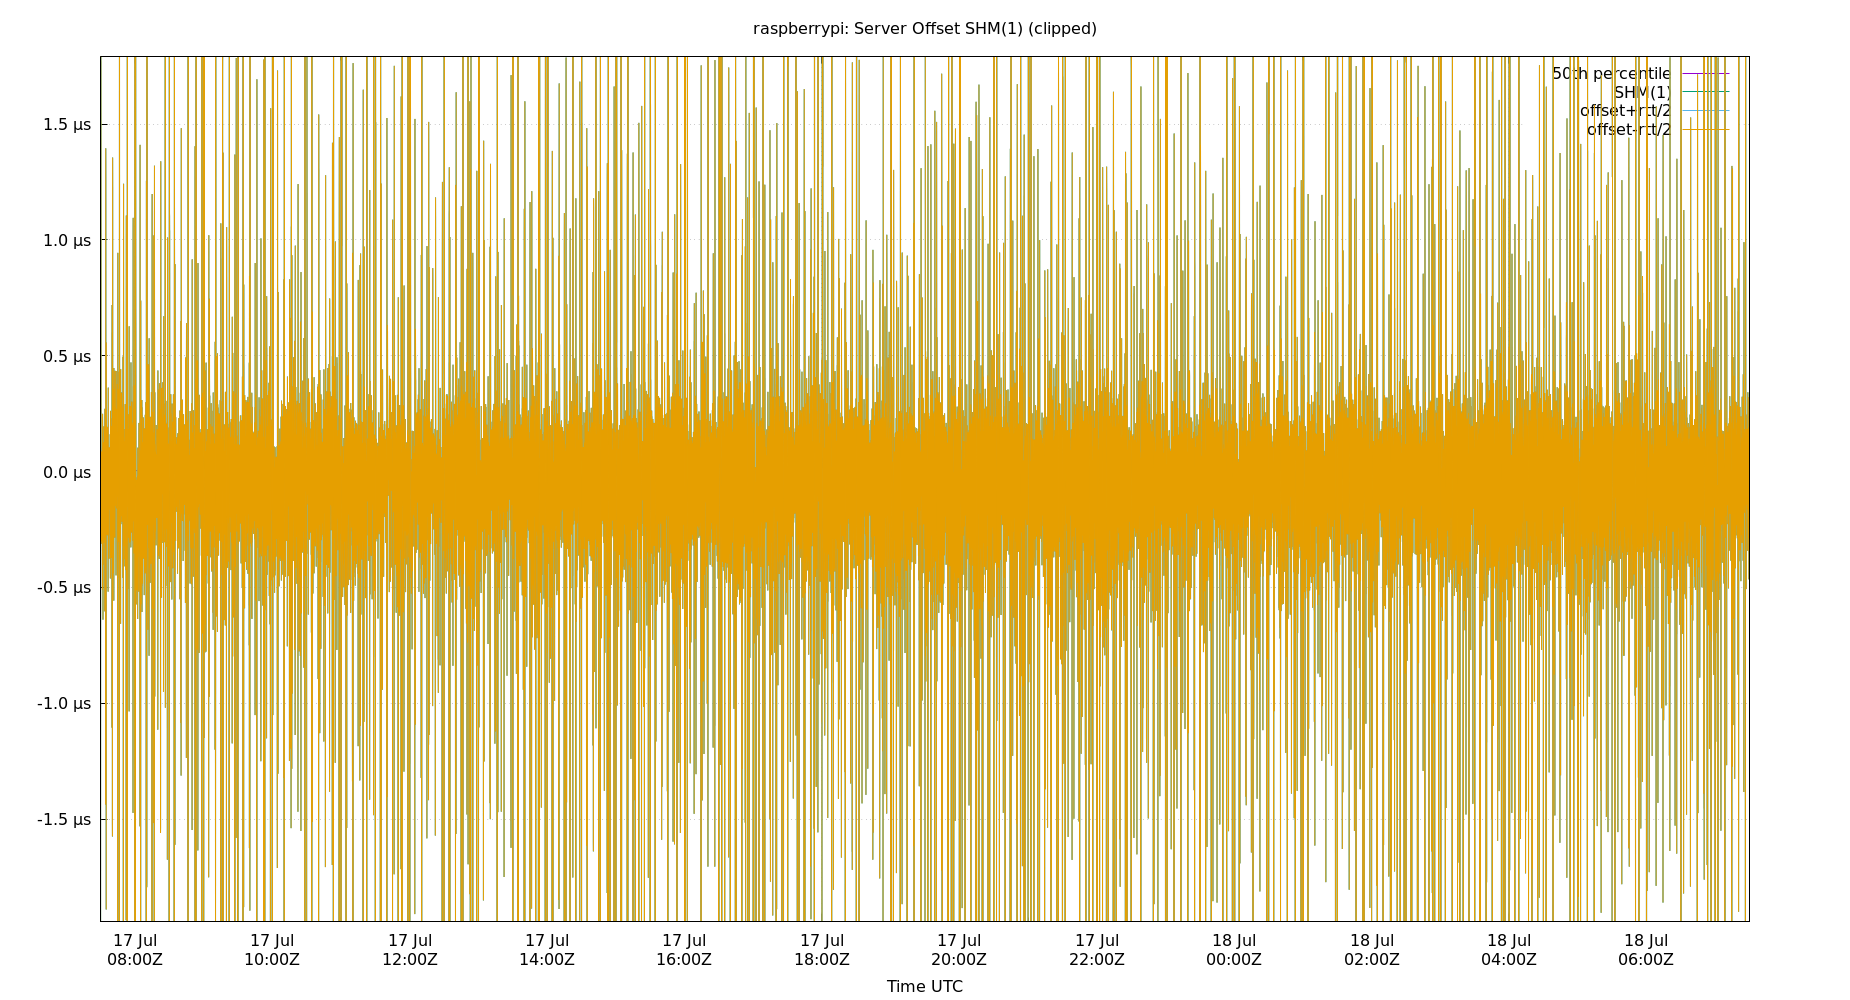 raspberrypi: Server Offset SHM(1) (clipped)
50th percentile
SHM(1)
offset+rtt/2
offset-rtt/2
1.5 µs
1.0 µs
0.5 µs
0.0 µs
-0.5 µs
-1.0 µs
-1.5 µs
17 Jul 17 Jul 17 Jul 17 Jul 17 Jul 17 Jul 17 Jul 17 Jul 18 Jul 18 Jul 18 Jul 18 Jul
08:00Z 10:00Z 12:00Z 14:00Z 16:00Z 18:00Z 20:00Z 22:00Z 00:00Z 02:00Z 04:00Z 06:00Z
Time UTC